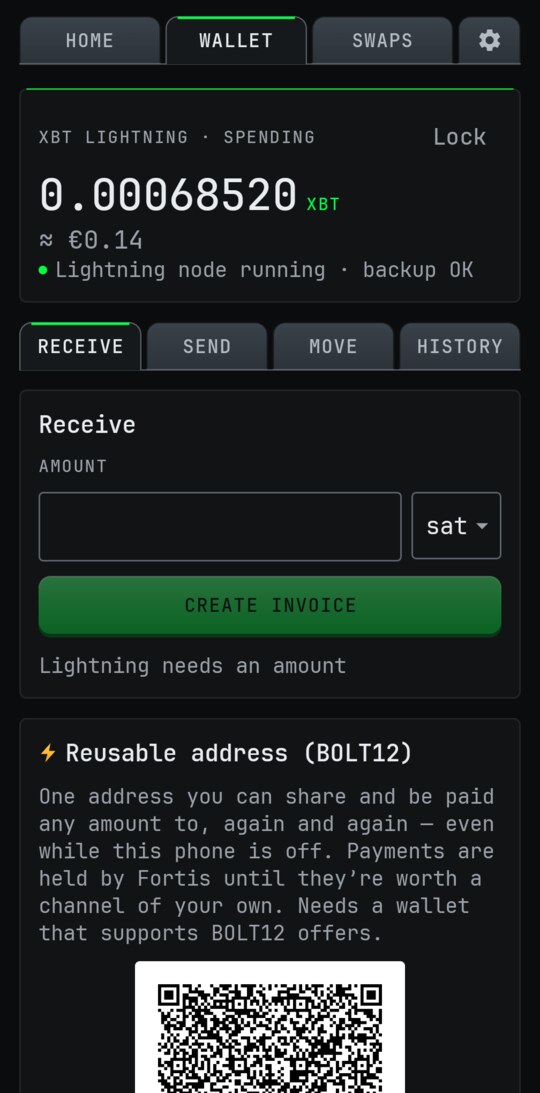 HOME WALLET SWAPS
XBT LIGHTNING · SPENDING Lock
0.00068520 XBT
≈ €0.14
Lightning node running · backup OK
RECEIVE SEND MOVE HISTORY
Receive
AMOUNT
sat
CREATE INVOICE
Lightning needs an amount
Reusable address (BOLT12)
One address you can share and be paid
any amount to, again and again — even
while this phone is off. Payments are
held by Fortis until they’re worth a
channel of your own. Needs a wallet
that supports BOLT12 offers.